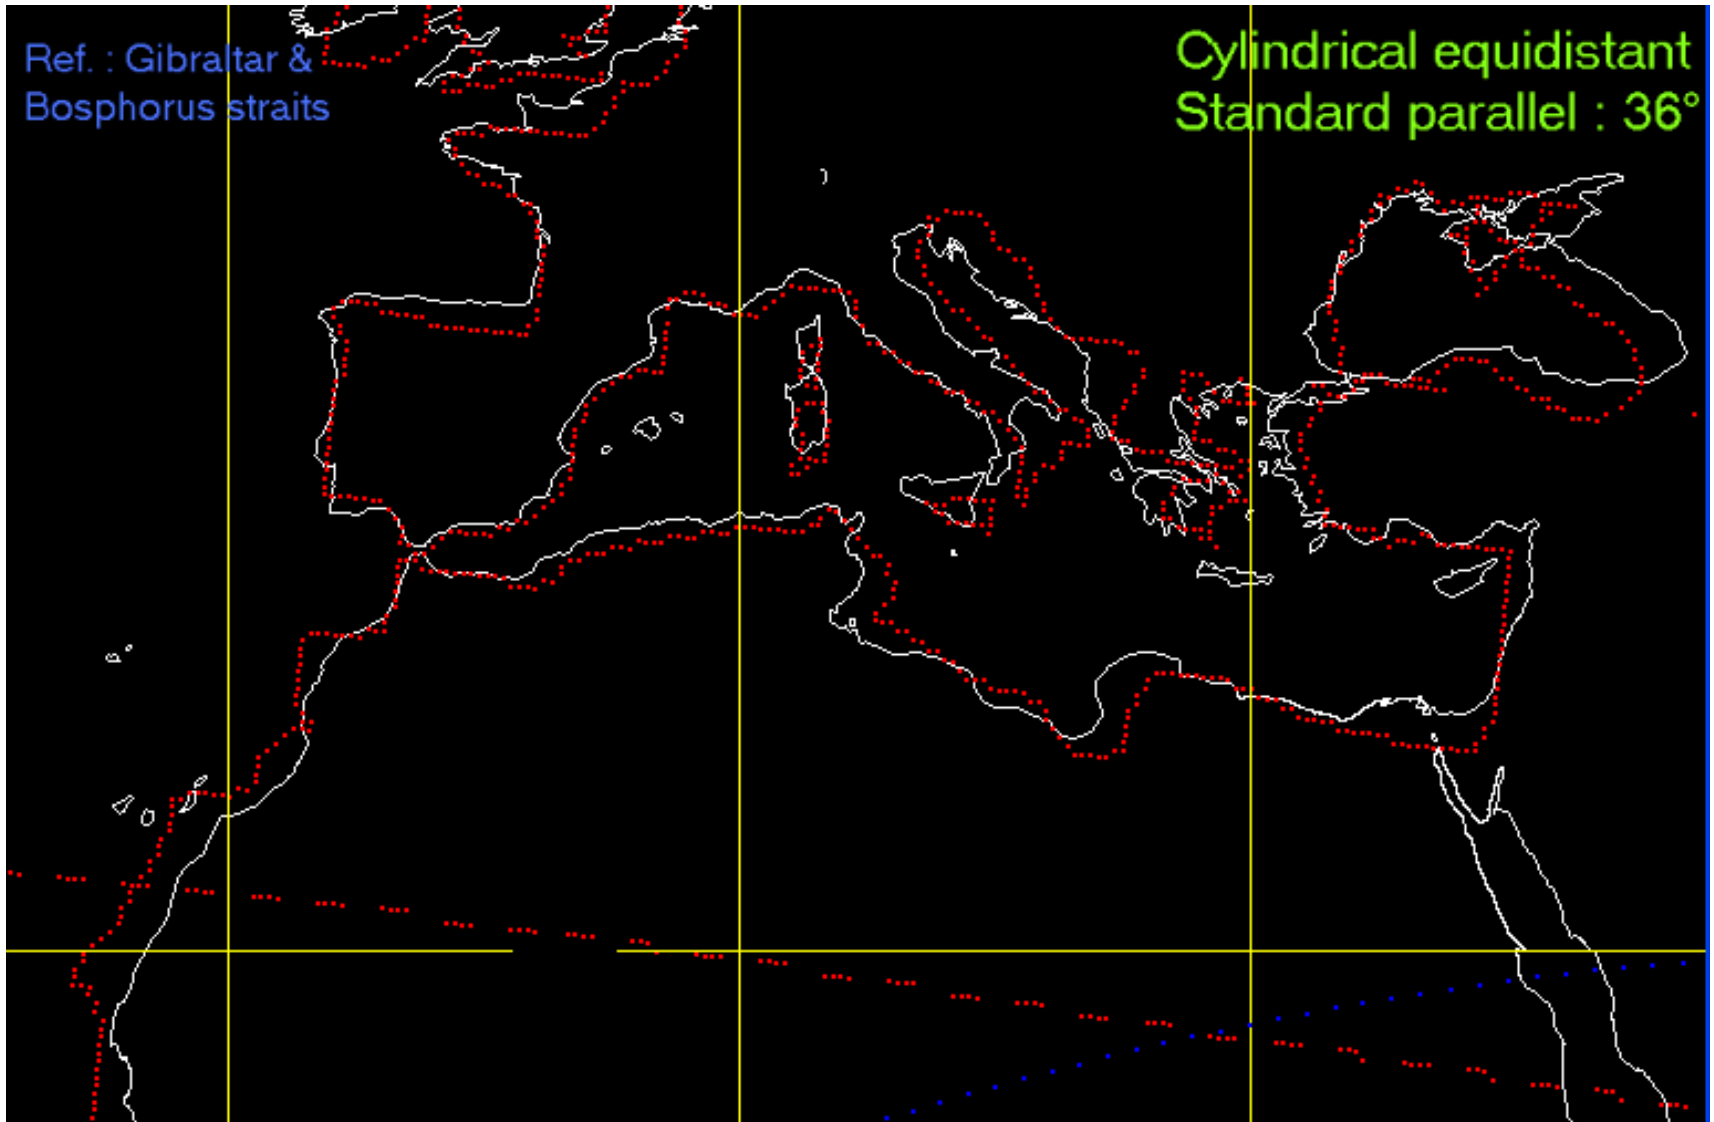 Ref. : Gibraltar &
Bosphorus straits
Cylindrical equidistant
Standard parallel : 36°